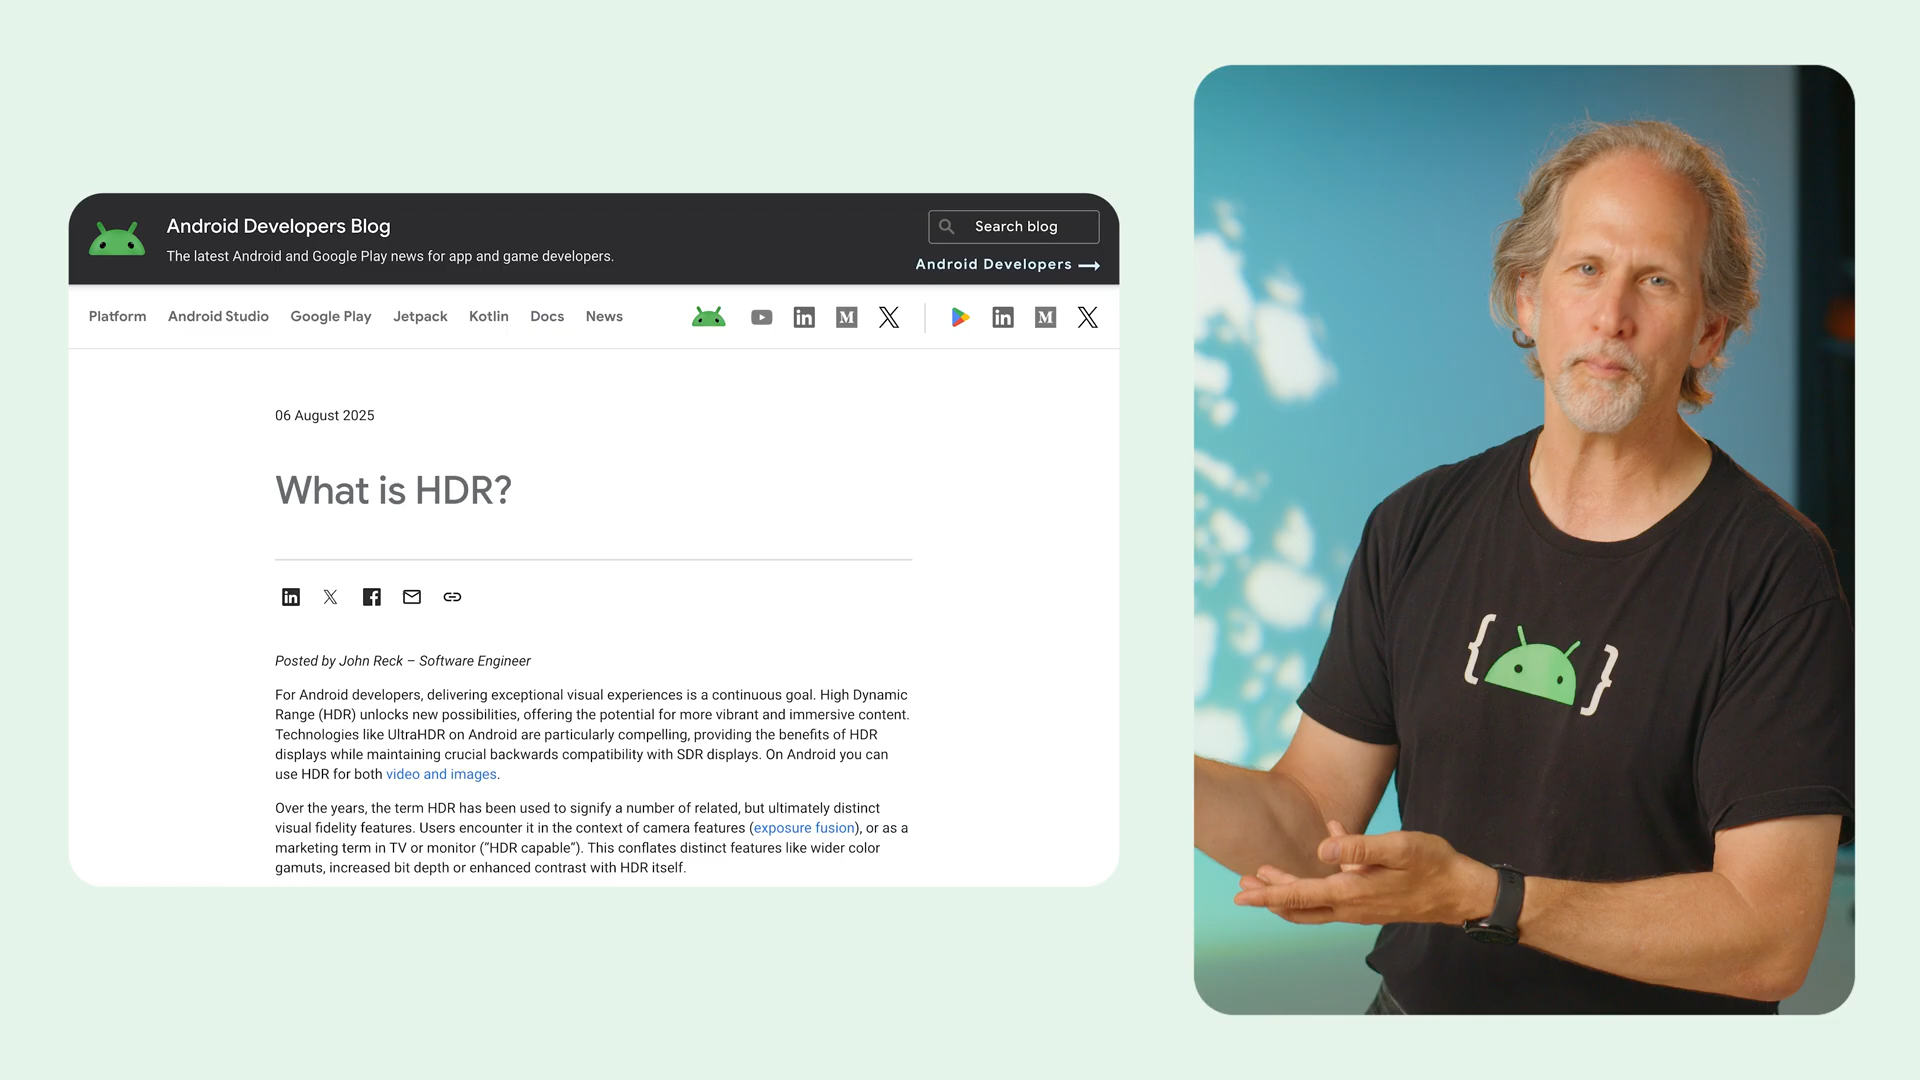 Android Developers Blog
The latest Android and Google Play news for app and game developers.
Search blog
Android Developers
Platform Android Studio Google Play Jetpack Kotlin Docs News
06 August 2025
What is HDR?
Posted by John Reck – Software Engineer
For Android developers, delivering exceptional visual experiences is a continuous goal. High Dynamic
Range (HDR) unlocks new possibilities, offering the potential for more vibrant and immersive content.
Technologies like UltraHDR on Android are particularly compelling, providing the benefits of HDR
displays while maintaining crucial backwards compatibility with SDR displays. On Android you can
use HDR for both video and images.
Over the years, the term HDR has been used to signify a number of related, but ultimately distinct
visual fidelity features. Users encounter it in the context of camera features (exposure fusion), or as a
marketing term in TV or monitor (“HDR capable”). This conflates distinct features like wider color
gamuts, increased bit depth or enhanced contrast with HDR itself.